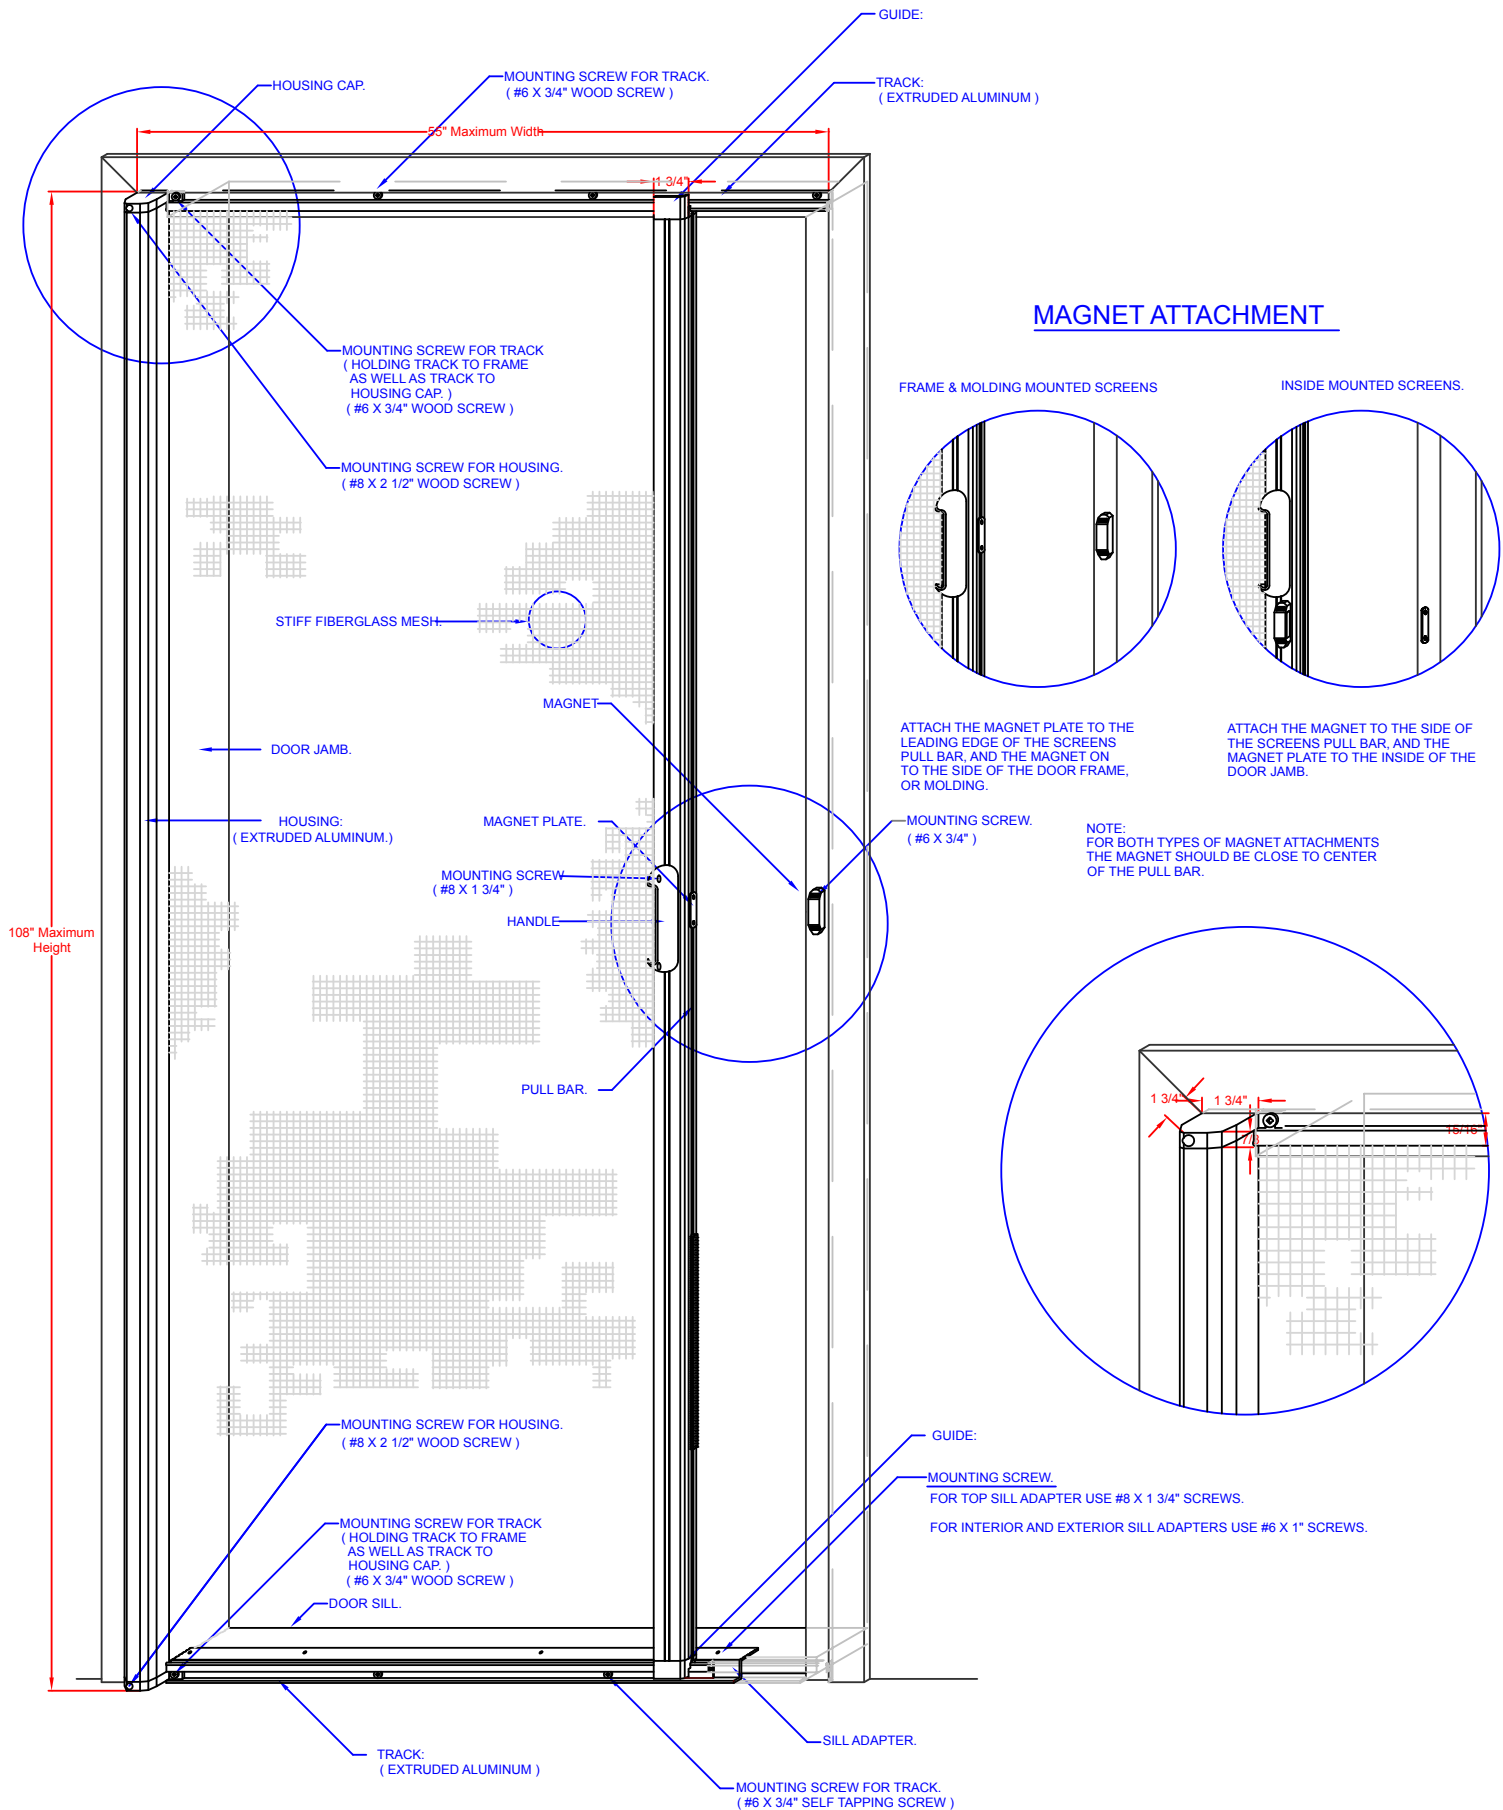 GUIDE:
HOUSING CAP.
MOUNTING SCREW FOR TRACK.
( #6 X 3/4" WOOD SCREW )
TRACK:
( EXTRUDED ALUMINUM )
55" Maximum Width
1 3/4"
MOUNTING SCREW FOR TRACK
( HOLDING TRACK TO FRAME
AS WELL AS TRACK TO
HOUSING CAP. )
( #6 X 3/4" WOOD SCREW )
MOUNTING SCREW FOR HOUSING.
( #8 X 2 1/2" WOOD SCREW )
STIFF FIBERGLASS MESH.
MAGNET
DOOR JAMB.
HOUSING:
( EXTRUDED ALUMINUM.)
MAGNET PLATE.
MOUNTING SCREW
( #8 X 1 3/4" )
HANDLE
MOUNTING SCREW.
( #6 X 3/4" )
108" Maximum
Height
PULL BAR.
MAGNET ATTACHMENT
FRAME & MOLDING MOUNTED SCREENS
ATTACH THE MAGNET PLATE TO THE
LEADING EDGE OF THE SCREENS
PULL BAR, AND THE MAGNET ON
TO THE SIDE OF THE DOOR FRAME,
OR MOLDING.
INSIDE MOUNTED SCREENS.
ATTACH THE MAGNET TO THE SIDE OF
THE SCREENS PULL BAR, AND THE
MAGNET PLATE TO THE INSIDE OF THE
DOOR JAMB.
NOTE:
FOR BOTH TYPES OF MAGNET ATTACHMENTS
THE MAGNET SHOULD BE CLOSE TO CENTER
OF THE PULL BAR.
1 3/4"
1 3/4"
7/8
15/16"
MOUNTING SCREW FOR HOUSING.
( #8 X 2 1/2" WOOD SCREW )
GUIDE:
MOUNTING SCREW.
FOR TOP SILL ADAPTER USE #8 X 1 3/4" SCREWS.
FOR INTERIOR AND EXTERIOR SILL ADAPTERS USE #6 X 1" SCREWS.
MOUNTING SCREW FOR TRACK
( HOLDING TRACK TO FRAME
AS WELL AS TRACK TO
HOUSING CAP. )
( #6 X 3/4" WOOD SCREW )
DOOR SILL.
SILL ADAPTER.
TRACK:
( EXTRUDED ALUMINUM )
MOUNTING SCREW FOR TRACK.
( #6 X 3/4" SELF TAPPING SCREW )